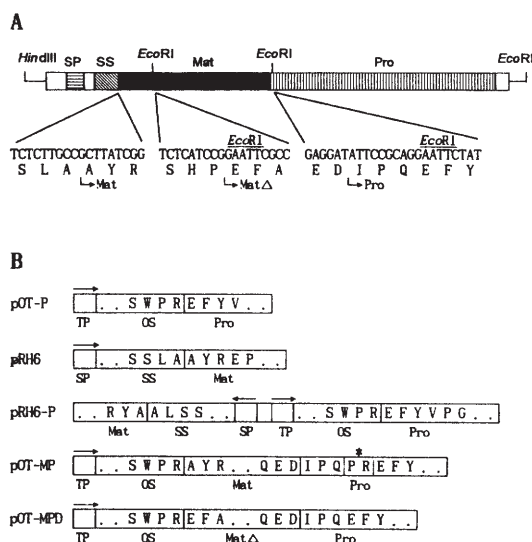 A
HindIII SP SS EcoRI Mat EcoRI Pro EcoRI
EcoRI EcoRI
TCTCTTGCCGCTTATCGG TCTCATCCGGAATTCGCC GAGGATATTCCGCAGGAATTCTAT
S L A A Y R S H P E F A E D I P Q E F Y
Mat Mat△ Pro
B
pOT-P . . S W P R E F Y V . .
TP OS Pro
pRH6 . . S S L A A Y R E P . .
SP SS Mat
pRH6-P . . R Y A A L S S . . . . S W P R E F Y V P G . .
Mat SS SP TP OS Pro
*
pOT-MP . . S W P R A Y R . . Q E D I P Q P R E F Y . .
TP OS Mat Pro
pOT-MPD . . S W P R E F A . . Q E D I P Q E F Y . .
TP OS Mat△ Pro